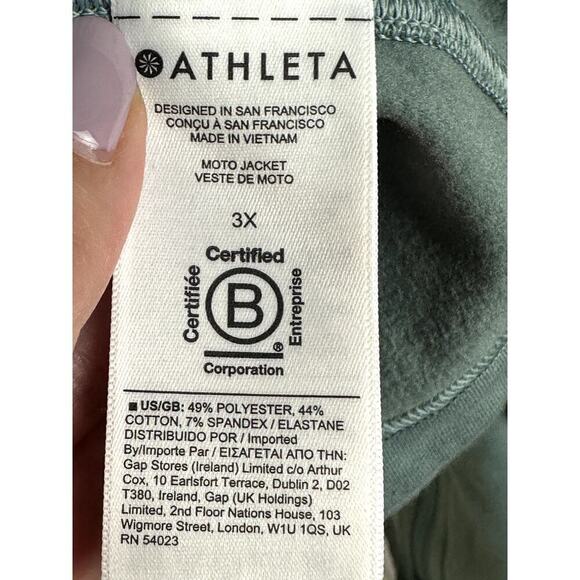 ATHLETA
DESIGNED IN SAN FRANCISCO
CONÇU À SAN FRANCISCO
MADE IN VIETNAM
MOTO JACKET
VESTE DE MOTO
3X
Certified
Certifiée
B
Entreprise
®
Corporation
■ US/GB: 49% POLYESTER, 44%
COTTON, 7% SPANDEX / ELASTANE
DISTRIBUIDO POR / Imported
By/Importe Par / ΕΙΣΑΓΕΤΑΙ ΑΠΟ ΤΗΝ:
Gap Stores (Ireland) Limited c/o Arthur
Cox, 10 Earlsfort Terrace, Dublin 2, D02
T380, Ireland, Gap (UK Holdings)
Limited, 2nd Floor Nations House, 103
Wigmore Street, London, W1U 1QS, UK
RN 54023